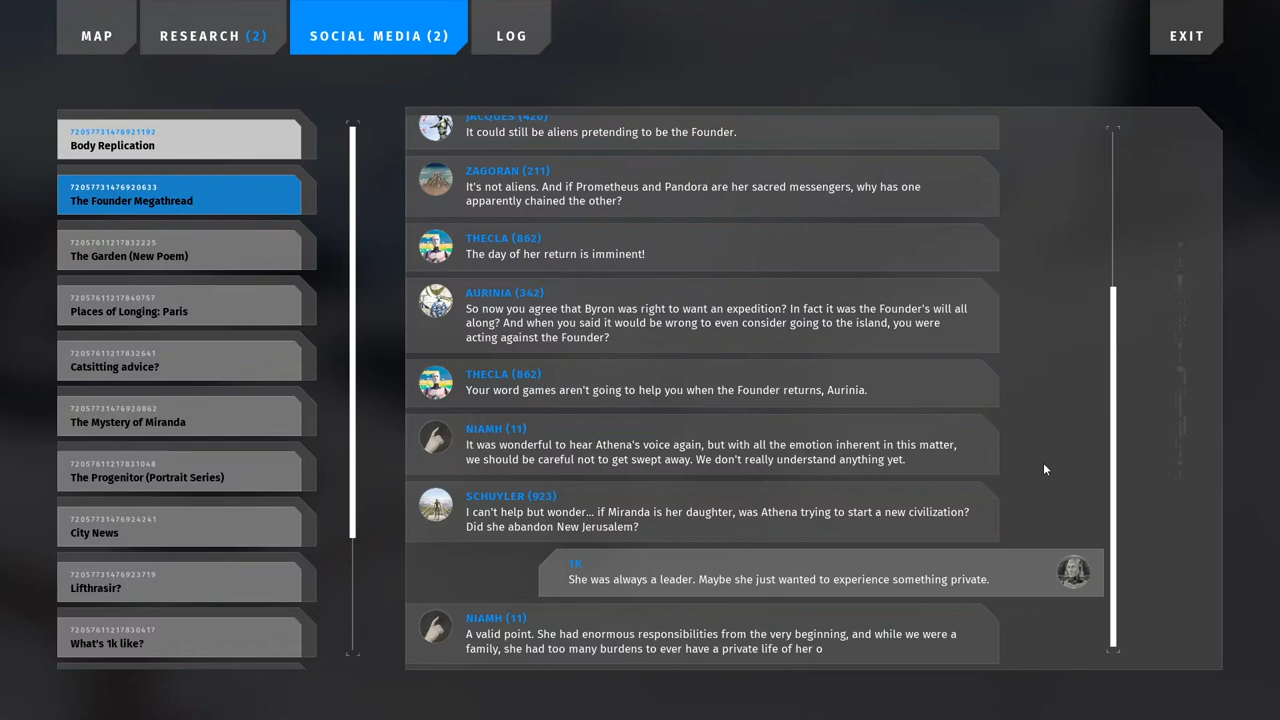 MAP
RESEARCH (2)
SOCIAL MEDIA (2)
LOG
EXIT
72057731476921192
Body Replication
72057731476920633
The Founder Megathread
72057611217832225
The Garden (New Poem)
72057611217840757
Places of Longing: Paris
72057611217832641
Catsitting advice?
72057731476920862
The Mystery of Miranda
72057611217831048
The Progenitor (Portrait Series)
72057731476924241
City News
72057731476923719
Lifthrasir?
72057611217830417
What's 1k like?
JACQUES (420)
It could still be aliens pretending to be the Founder.
ZAGORAN (211)
It's not aliens. And if Prometheus and Pandora are her sacred messengers, why has one
apparently chained the other?
THECLA (862)
The day of her return is imminent!
AURINIA (342)
So now you agree that Byron was right to want an expedition? In fact it was the Founder's will all
along? And when you said it would be wrong to even consider going to the island, you were
acting against the Founder?
THECLA (862)
Your word games aren't going to help you when the Founder returns, Aurinia.
NIAMH (11)
It was wonderful to hear Athena's voice again, but with all the emotion inherent in this matter,
we should be careful not to get swept away. We don't really understand anything yet.
SCHUYLER (923)
I can't help but wonder... if Miranda is her daughter, was Athena trying to start a new civilization?
Did she abandon New Jerusalem?
1K
She was always a leader. Maybe she just wanted to experience something private.
NIAMH (11)
A valid point. She had enormous responsibilities from the very beginning, and while we were a
family, she had too many burdens to ever have a private life of her o